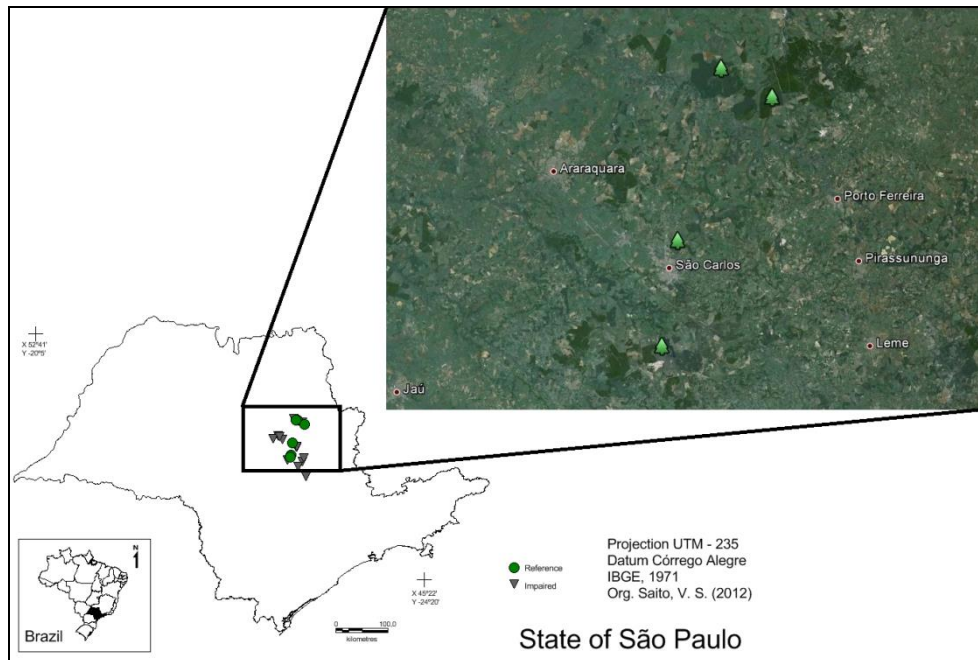 Araraquara
Porto Ferreira
São Carlos
Pirassununga
Leme
Jaú
X 52°41'
Y -20°5'
N
1
Brazil
Reference
Impaired
X 45°22'
Y -24°20'
0 100,0
kilometres
Projection UTM - 235
Datum Córrego Alegre
IBGE, 1971
Org. Saito, V. S. (2012)
State of São Paulo